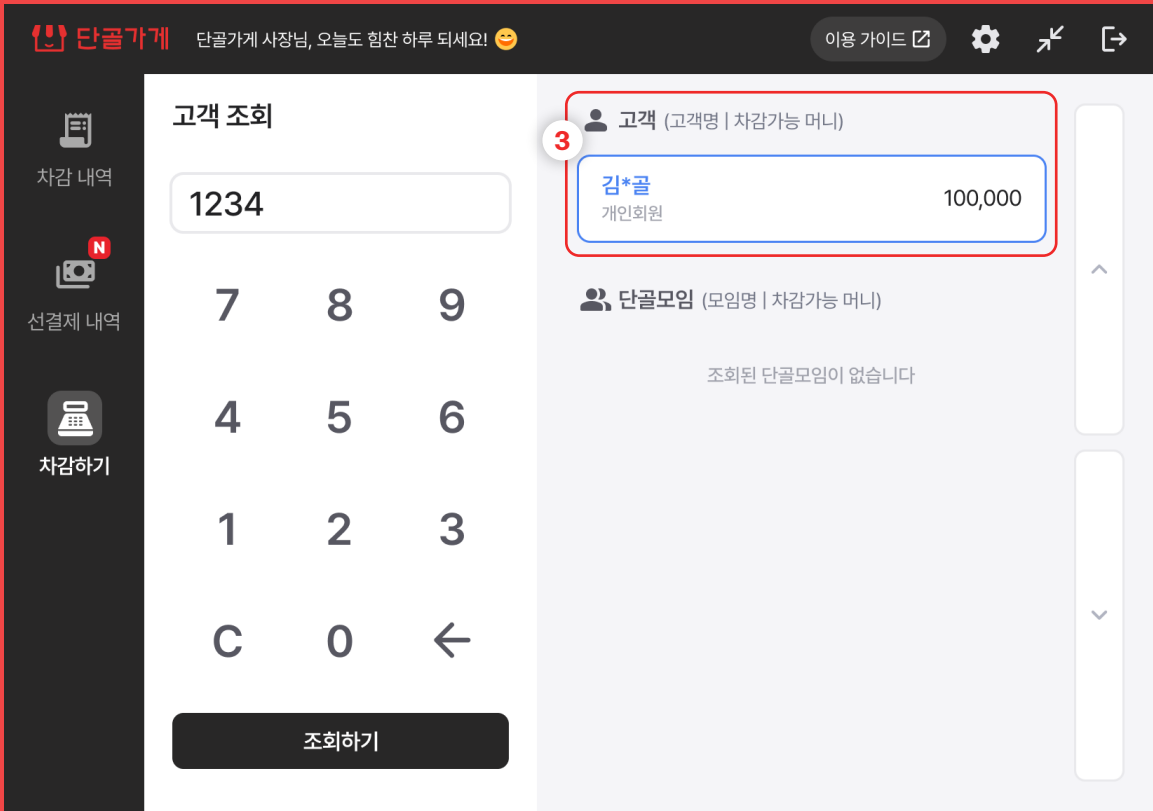 단골가게
단골가게 사장님, 오늘도 힘찬 하루 되세요! 😊
이용 가이드
차감 내역
N
선결제 내역
차감하기
고객 조회
1234
7 8 9
4 5 6
1 2 3
C 0 ←
조회하기
3
고객 (고객명 | 차감가능 머니)
김*골
개인회원
100,000
단골모임 (모임명 | 차감가능 머니)
조회된 단골모임이 없습니다